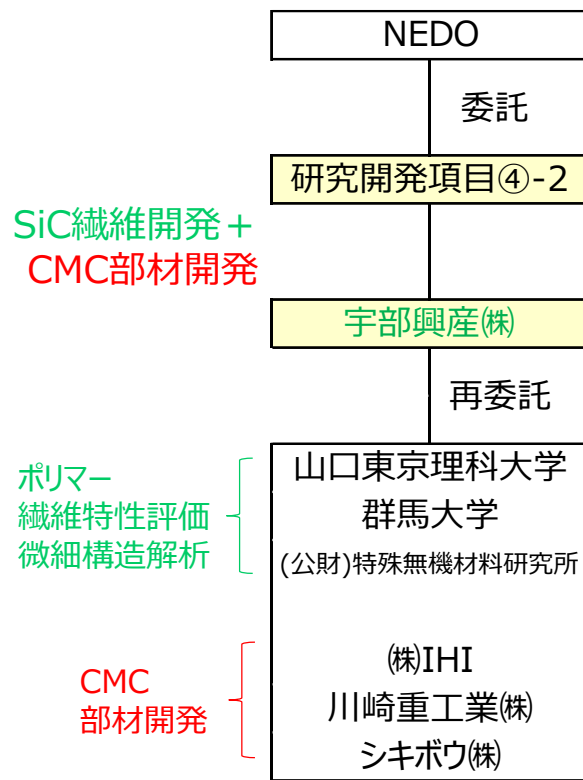 NEDO
委託
研究開発項目④-2
SiC繊維開発＋
CMC部材開発
宇部興産㈱
再委託
ポリマー
繊維特性評価
微細構造解析
山口東京理科大学
群馬大学
(公財)特殊無機材料研究所
CMC
部材開発
㈱IHI
川崎重工業㈱
シキボウ㈱